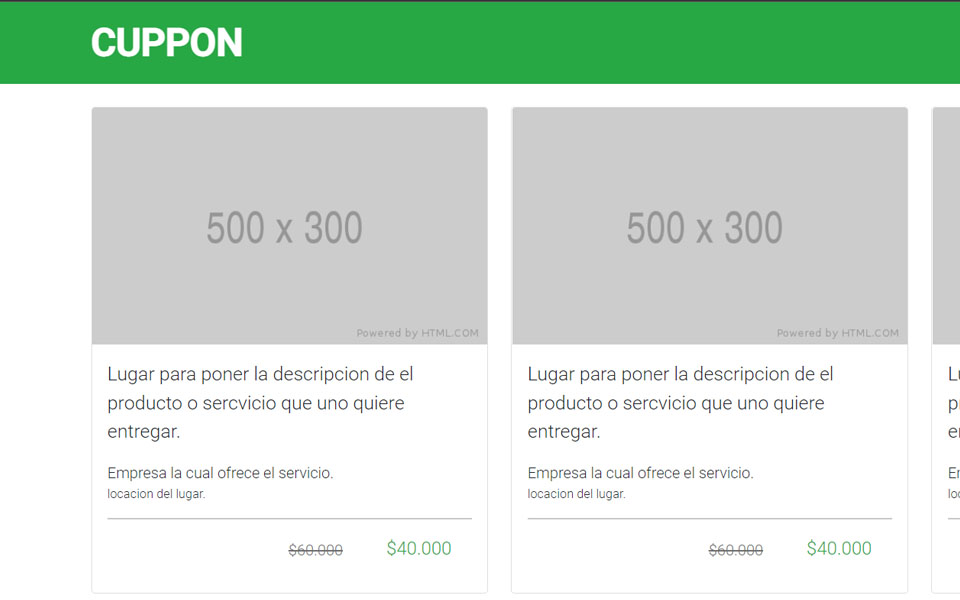 CUPPON
500 x 300
Powered by HTML.COM
Lugar para poner la descripcion de el
producto o sercvicio que uno quiere
entregar.
Empresa la cual ofrece el servicio.
locacion del lugar.
$60.000 $40.000
500 x 300
Powered by HTML.COM
Lugar para poner la descripcion de el
producto o sercvicio que uno quiere
entregar.
Empresa la cual ofrece el servicio.
locacion del lugar.
$60.000 $40.000